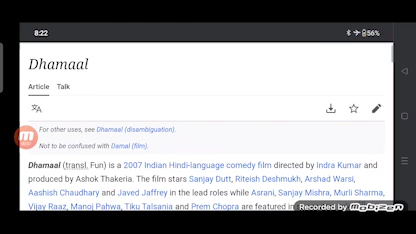 8:22
56%
Dhamaal
Article Talk
For other uses, see Dhamaal (disambiguation).
Not to be confused with Damal (film).
Dhamaal (transl. Fun) is a 2007 Indian Hindi-language comedy film directed by Indra Kumar and
produced by Ashok Thakeria. The film stars Sanjay Dutt, Riteish Deshmukh, Arshad Warsi,
Aashish Chaudhary and Javed Jaffrey in the lead roles while Asrani, Sanjay Mishra, Murli Sharma,
Vijay Raaz, Manoj Pahwa, Tiku Talsania and Prem Chopra are featured in
Recorded by Mobizen